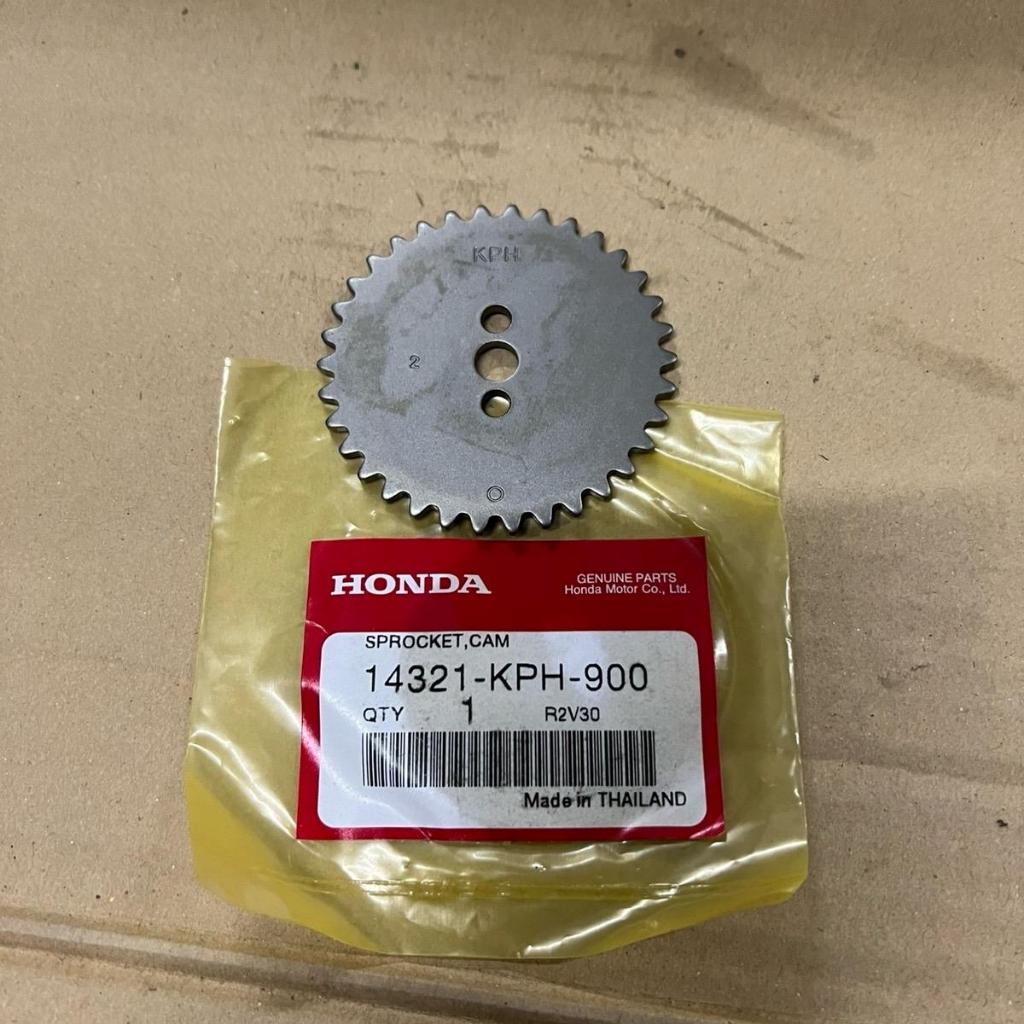 KPH
2
O
HONDA
GENUINE PARTS
Honda Motor Co., Ltd.
SPROCKET,CAM
14321-KPH-900
QTY 1 R2V30
Made in THAILAND